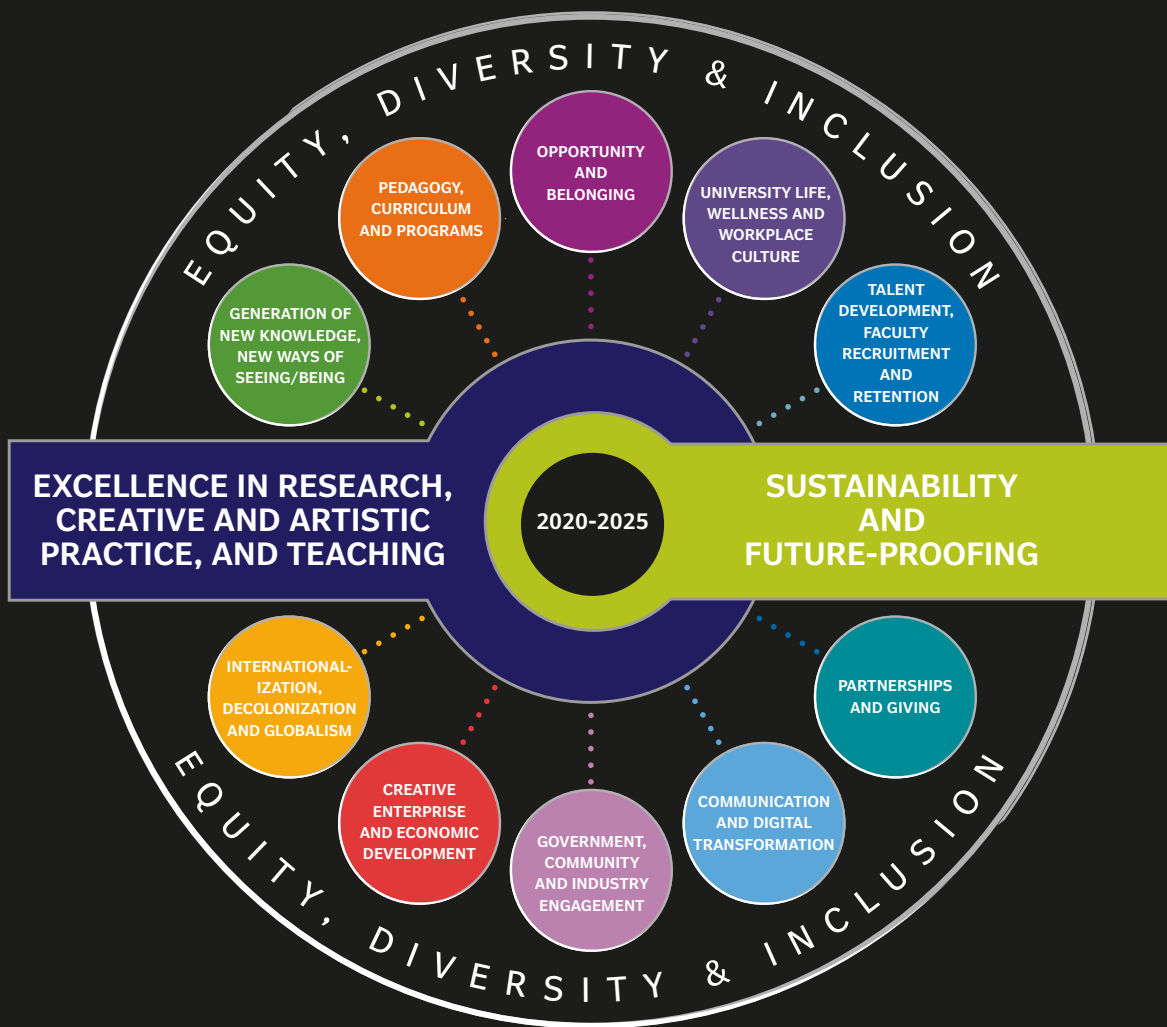 EQUITY, DIVERSITY & INCLUSION
OPPORTUNITY
AND
BELONGING
PEDAGOGY,
CURRICULUM
AND PROGRAMS
UNIVERSITY LIFE,
WELLNESS AND
WORKPLACE
CULTURE
GENERATION OF
NEW KNOWLEDGE,
NEW WAYS OF
SEEING/BEING
TALENT
DEVELOPMENT,
FACULTY
RECRUITMENT
AND
RETENTION
EXCELLENCE IN RESEARCH,
CREATIVE AND ARTISTIC
PRACTICE, AND TEACHING
2020-2025
SUSTAINABILITY
AND
FUTURE-PROOFING
INTERNATIONAL-
IZATION,
DECOLONIZATION
AND GLOBALISM
PARTNERSHIPS
AND GIVING
CREATIVE
ENTERPRISE
AND ECONOMIC
DEVELOPMENT
COMMUNICATION
AND DIGITAL
TRANSFORMATION
GOVERNMENT,
COMMUNITY
AND INDUSTRY
ENGAGEMENT
EQUITY, DIVERSITY & INCLUSION